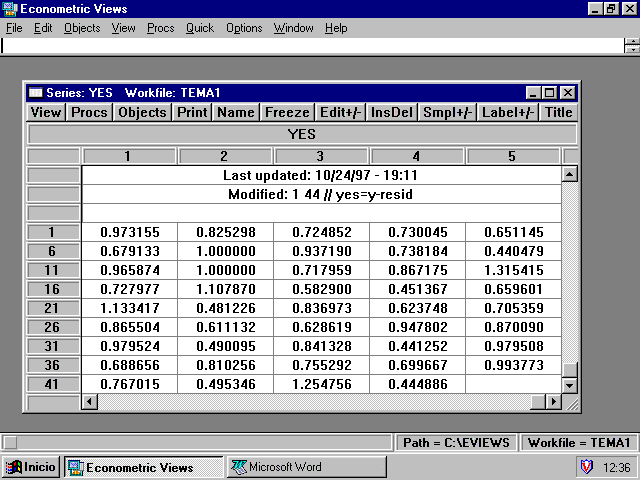 Econometric Views
File Edit Objects View Procs Quick Options Window Help
Series: YES Workfile: TEMA1
View Procs Objects Print Name Freeze Edit+/- InsDel Smpl+/- Label+/- Title
YES
1 2 3 4 5
Last updated: 10/24/97 - 19:11
Modified: 1 44 // yes=y-resid
1 0.973155 0.825298 0.724852 0.730045 0.651145
6 0.679133 1.000000 0.937190 0.738184 0.440479
11 0.965874 1.000000 0.717959 0.867175 1.315415
16 0.727977 1.107870 0.582900 0.451367 0.659601
21 1.133417 0.481226 0.836973 0.623748 0.705359
26 0.865504 0.611132 0.628619 0.947802 0.870090
31 0.979524 0.490095 0.841328 0.441252 0.979508
36 0.688656 0.810256 0.755292 0.699667 0.993773
41 0.767015 0.495346 1.254756 0.444886
Path = C:\EVIEWS Workfile = TEMA1
Inicio Econometric Views Microsoft Word 12:36